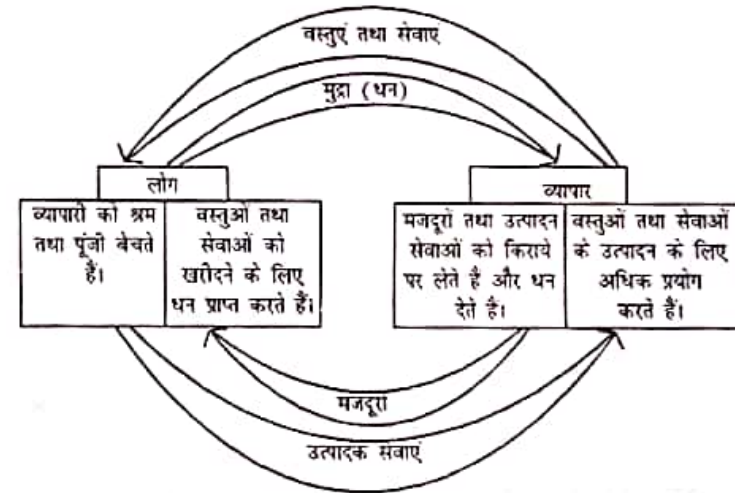 वस्तुएं तथा सेवाएं
मुद्रा (धन)
लोग
व्यापारी को श्रम
तथा पूंजी बेचते
हैं।
वस्तुओं तथा
सेवाओं को
खरीदने के लिए
धन प्राप्त करते हैं।
व्यापार
मजदूरों तथा उत्पादन
सेवाओं को किराये
पर लेते है और धन
देते है।
वस्तुओं तथा सेवाओं
के उत्पादन के लिए
अधिक प्रयोग
करते हैं।
मजदूरी
उत्पादक सेवाएं